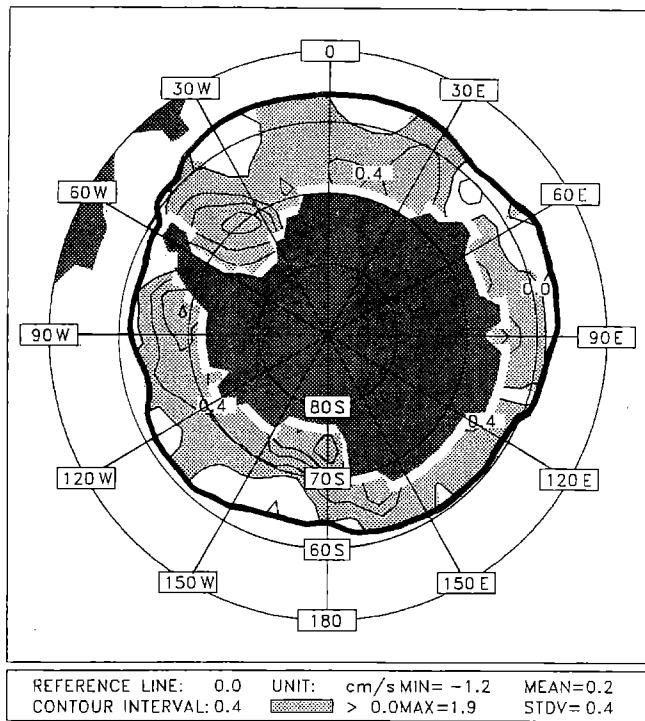 0
30W
30E
0.4
60W
60E
0.0
90W
90E
0.4
80S
0.4
70S
120W
120E
60S
150W
150E
180
REFERENCE LINE: 0.0 UNIT: cm/s MIN= -1.2 MEAN=0.2
CONTOUR INTERVAL: 0.4 > 0.0 MAX=1.9 STDV= 0.4